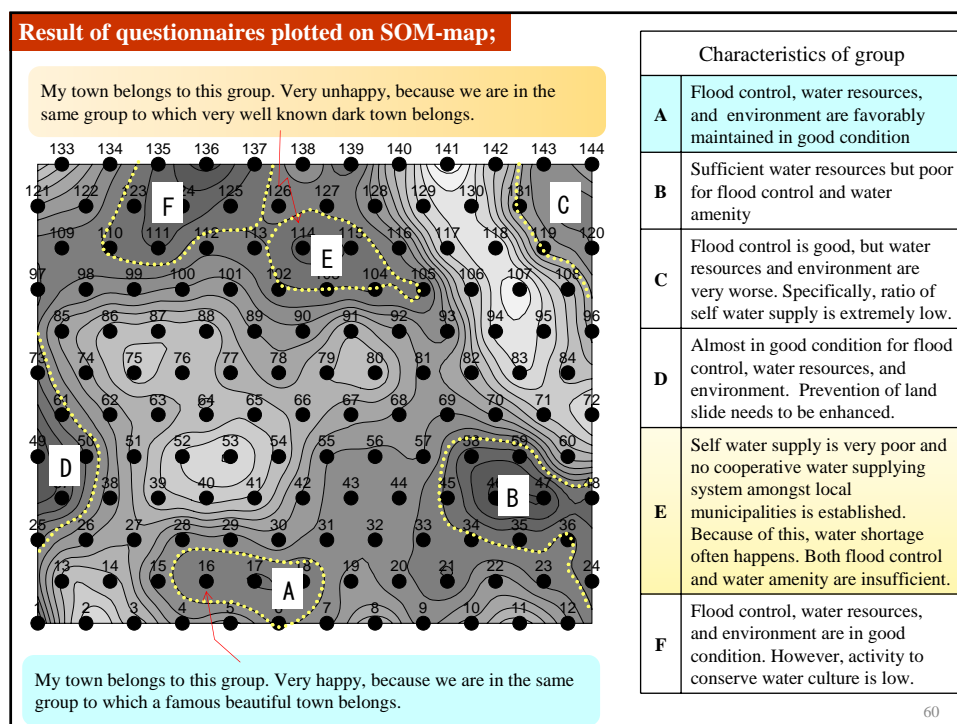 Result of questionnaires plotted on SOM-map;
My town belongs to this group. Very unhappy, because we are in the
same group to which very well known dark town belongs.
133 134 135 136 137 138 139 140 141 142 143 144
121 122 123 125 126 127 128 129 130 131
F
C
109 110 111 112 113 114 115 116 117 118 119 120
E
97 98 99 100 101 102 104 105 106 107 108
85 86 87 88 89 90 91 92 93 94 95 96
73 74 75 76 77 78 79 80 81 82 83 84
61 62 63 64 65 66 67 68 69 70 71 72
49 50 51 52 53 54 55 56 57 58 59 60
D
38 39 40 41 42 43 44 45 47 48
B
25 26 27 28 29 30 31 32 33 34 35 36
13 14 15 16 17 18 19 20 21 22 23 24
A
1 2 3 4 5 6 7 8 9 10 11 12
My town belongs to this group. Very happy, because we are in the same
group to which a famous beautiful town belongs.
Characteristics of group
A
Flood control, water resources,
and environment are favorably
maintained in good condition
B
Sufficient water resources but poor
for flood control and water
amenity
C
Flood control is good, but water
resources and environment are
very worse. Specifically, ratio of
self water supply is extremely low.
D
Almost in good condition for flood
control, water resources, and
environment. Prevention of land
slide needs to be enhanced.
E
Self water supply is very poor and
no cooperative water supplying
system amongst local
municipalities is established.
Because of this, water shortage
often happens. Both flood control
and water amenity are insufficient.
F
Flood control, water resources,
and environment are in good
condition. However, activity to
conserve water culture is low.
60